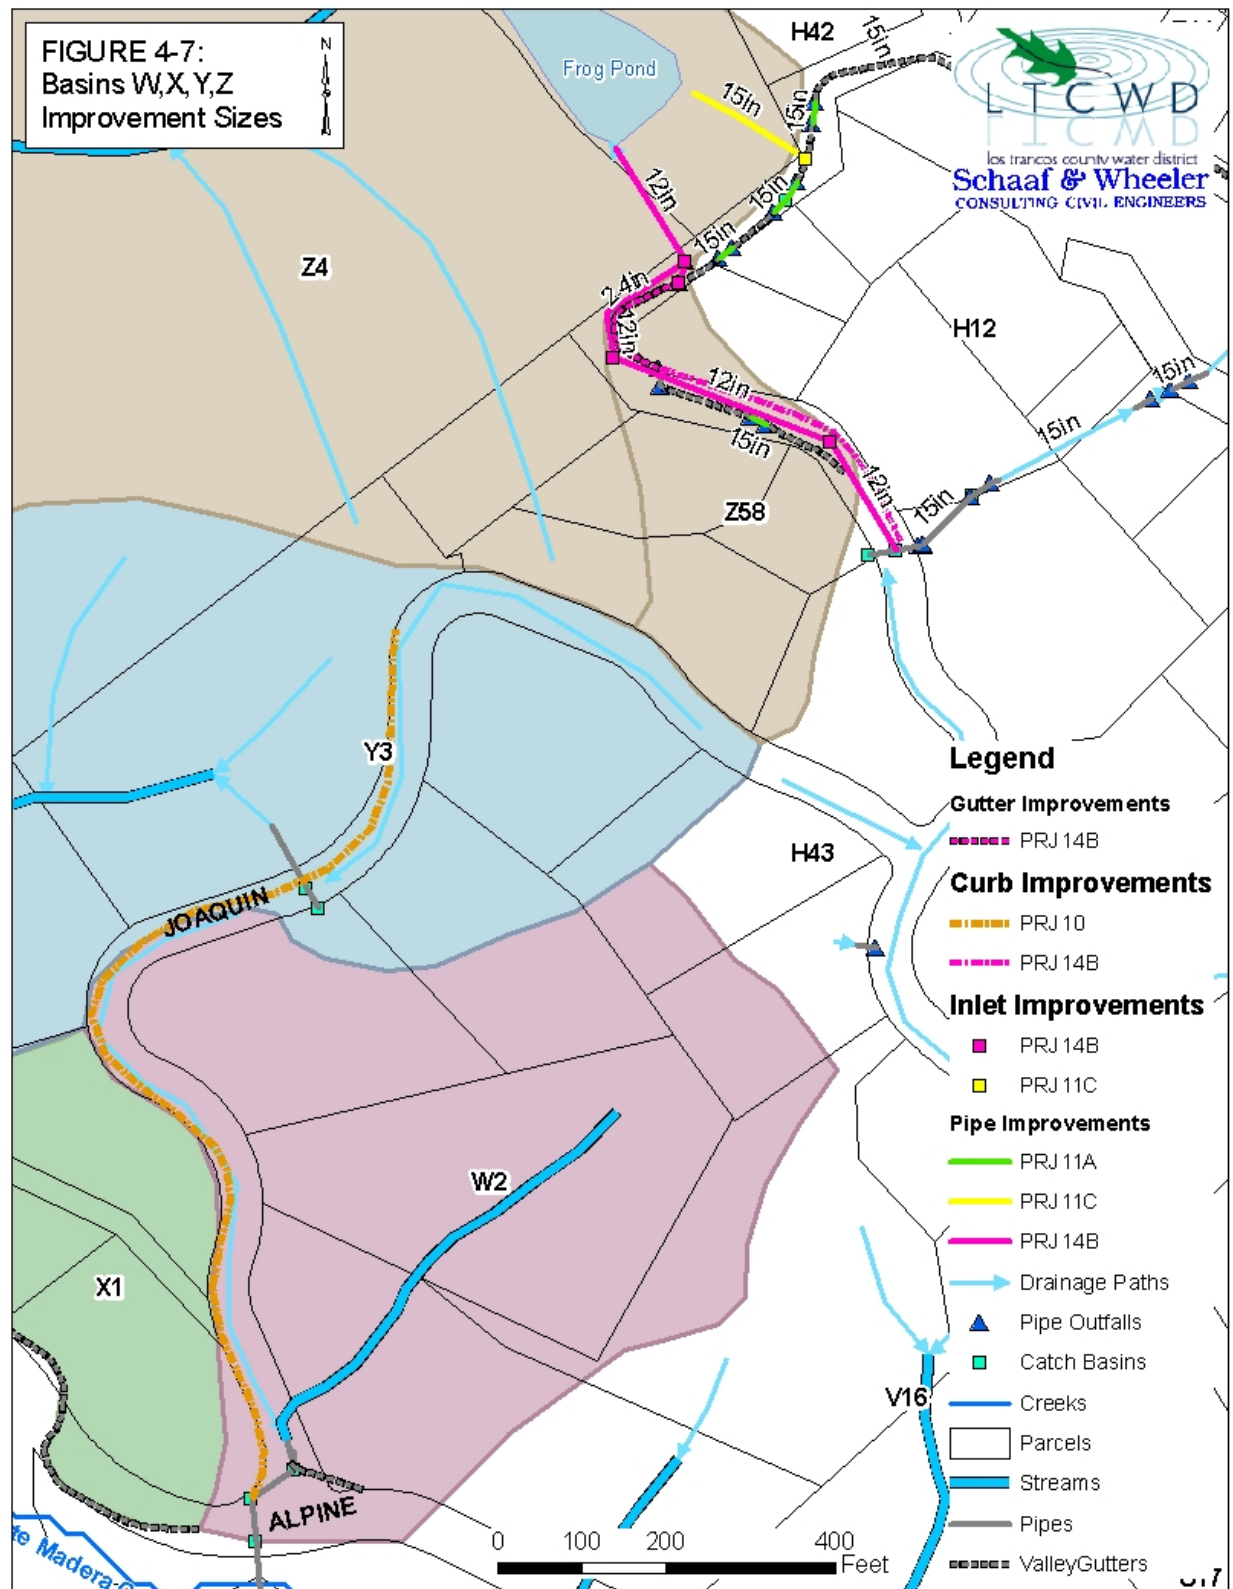 FIGURE 4-7:
Basins W,X,Y,Z
Improvement Sizes
N
H42
15in
Frog Pond
15in
15in
LTCWD
los trancos county water district
Schaaf & Wheeler
CONSULTING CIVIL ENGINEERS
12in
15in
15in
Z4
24in
12in
H12
12in
15in
15in
15in
12in
15in
Z58
Y3
H43
JOAQUIN
W2
X1
V16
ALPINE
Legend
Gutter Improvements
PRJ 14B
Curb Improvements
PRJ 10
PRJ 14B
Inlet Improvements
PRJ 14B
PRJ 11C
Pipe Improvements
PRJ 11A
PRJ 11C
PRJ 14B
Drainage Paths
Pipe Outfalls
Catch Basins
Creeks
Parcels
Streams
Pipes
ValleyGutters
0 100 200 400
Feet
te Madera